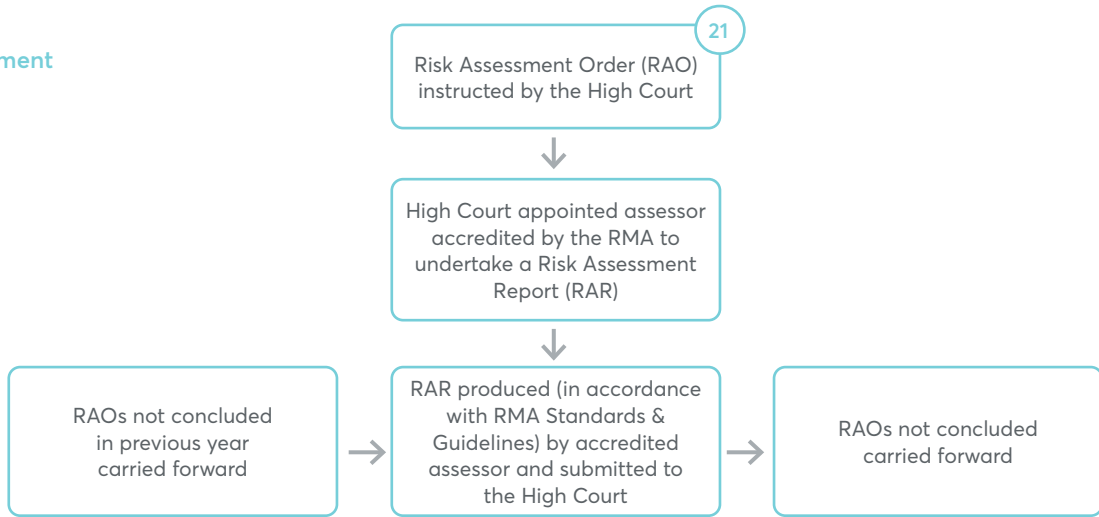 21
Risk Assessment Order (RAO)
instructed by the High Court
High Court appointed assessor
accredited by the RMA to
undertake a Risk Assessment
Report (RAR)
RAOs not concluded
in previous year
carried forward
RAR produced (in accordance
with RMA Standards &
Guidelines) by accredited
assessor and submitted to
the High Court
RAOs not concluded
carried forward